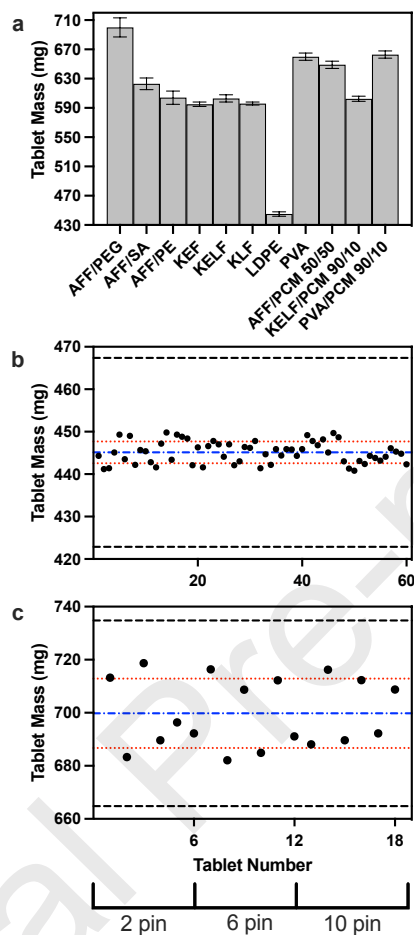 a
710
670
630
590
550
510
470
430
Tablet Mass (mg)
AFF/PEG
AFF/SA
AFF/PE
KEF
KELF
KLF
LDPE
PVA
AFF/PCM 50/50
KELF/PCM 90/10
PVA/PCM 90/10
b
470
460
450
440
430
420
Tablet Mass (mg)
20
40
60
c
740
720
700
680
660
Tablet Mass (mg)
6
12
18
Tablet Number
2 pin
6 pin
10 pin
al Pre-